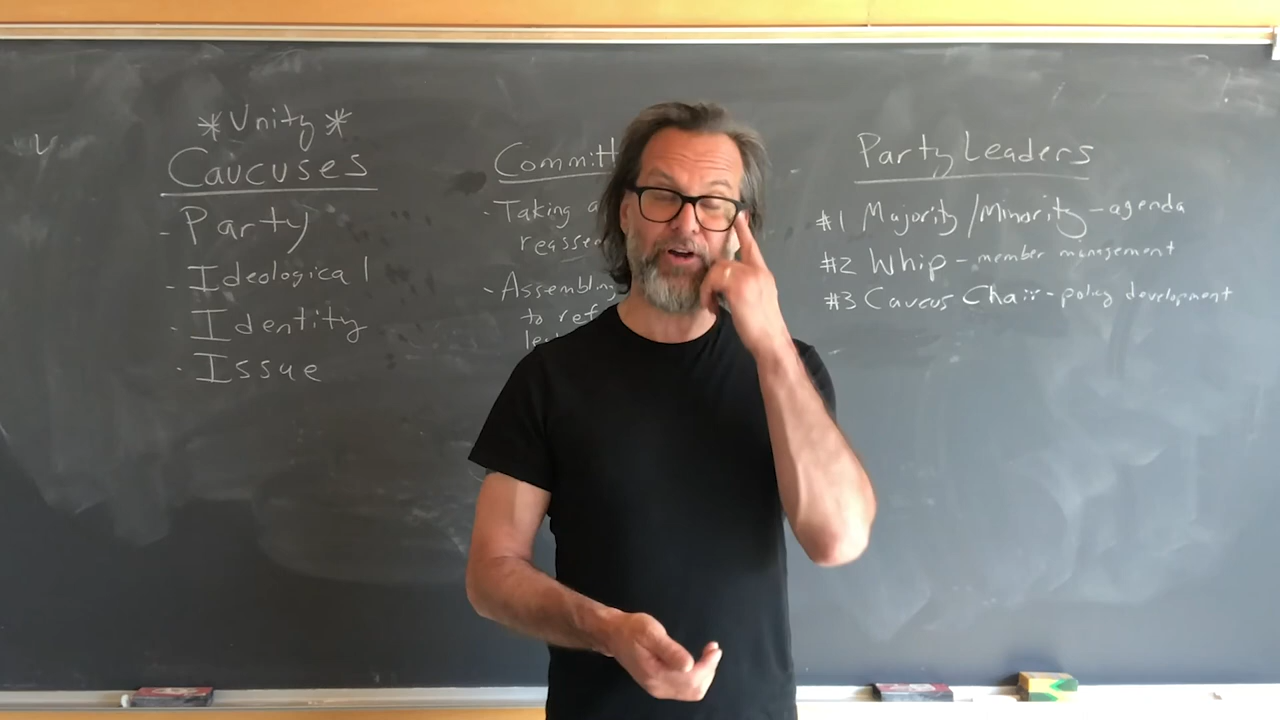 *Unity*
Caucuses
- Party
- Ideological
- Identity
- Issue
Committ
- Taking a
reasse
- Assembling
to ref
Party Leaders
#1 Majority/Minority - agenda
#2 Whip - member management
#3 Caucus Chair - policy development